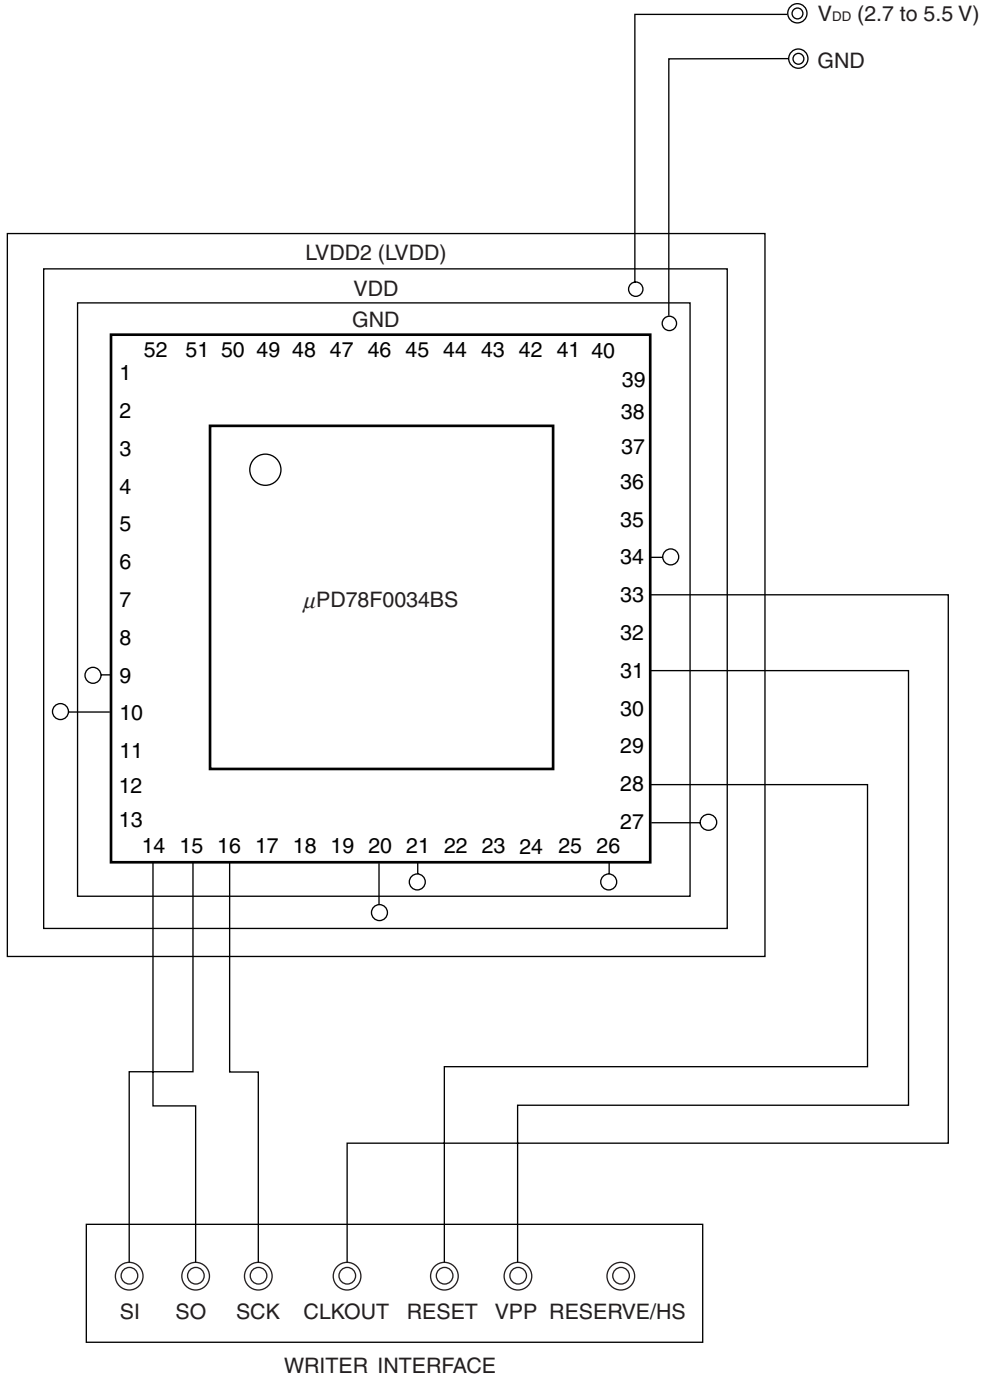 VDD (2.7 to 5.5 V)
GND
LVDD2 (LVDD)
VDD
GND
52 51 50 49 48 47 46 45 44 43 42 41 40
1
39
2
38
3
37
4
36
5
35
6
34
7
μPD78F0034BS
33
8
32
9
31
10
30
11
29
12
28
13
27
14 15 16 17 18 19 20 21 22 23 24 25 26
SI SO SCK CLKOUT RESET VPP RESERVE/HS
WRITER INTERFACE